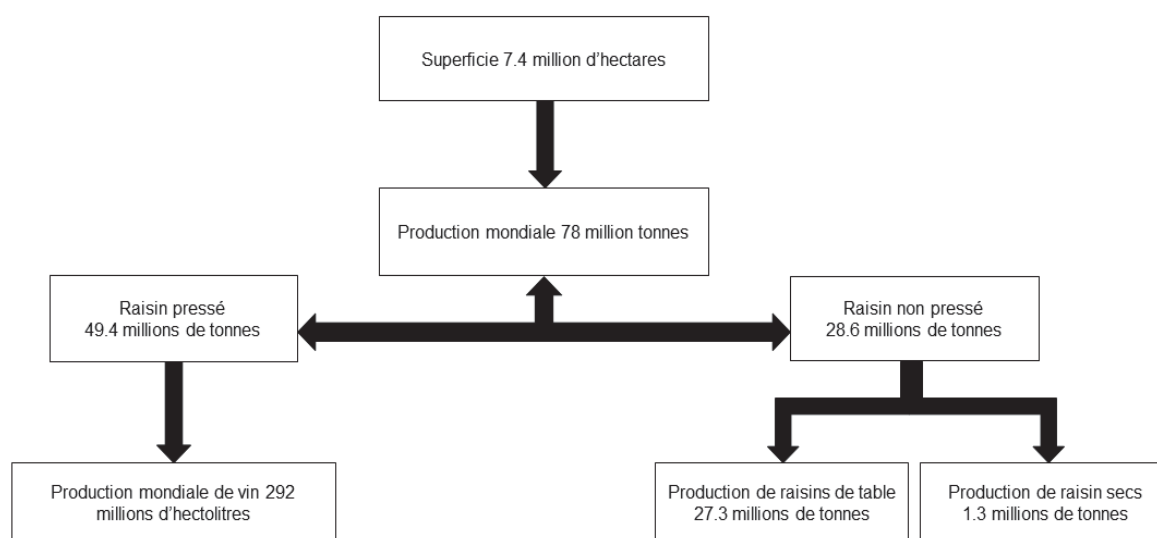 Superficie 7.4 million d'hectares
Production mondiale 78 million tonnes
Raisin pressé
49.4 millions de tonnes
Raisin non pressé
28.6 millions de tonnes
Production mondiale de vin 292
millions d'hectolitres
Production de raisins de table
27.3 millions de tonnes
Production de raisin secs
1.3 millions de tonnes